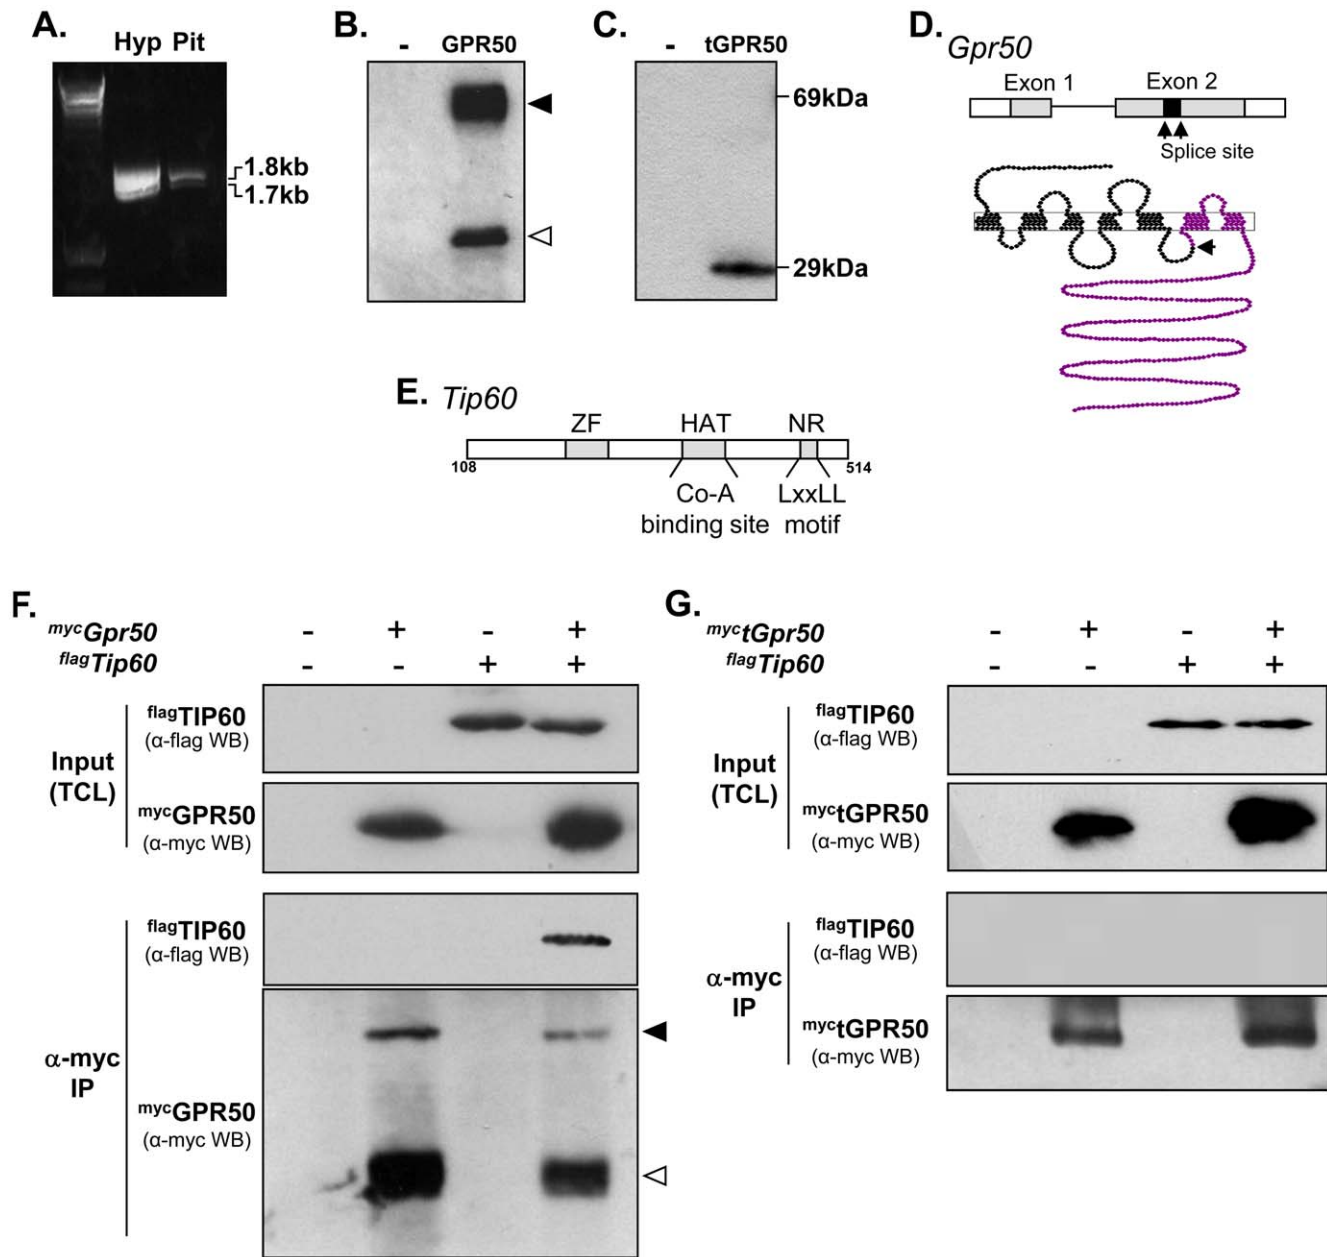 A.
Hyp Pit
1.8kb
1.7kb
B.
- GPR50
C.
- tGPR50
69kDa
29kDa
D.
Gpr50
Exon 1 Exon 2
Splice site
E. Tip60
ZF HAT NR
108 514
Co-A LxxLL
binding site motif
F.
mycGpr50 - + - +
flagTip60 - - + +
Input
(TCL)
flagTIP60
(α-flag WB)
mycGPR50
(α-myc WB)
α-myc
IP
flagTIP60
(α-flag WB)
mycGPR50
(α-myc WB)
G.
myctGpr50 - + - +
flagTip60 - - + +
Input
(TCL)
flagTIP60
(α-flag WB)
myctGPR50
(α-myc WB)
α-myc
IP
flagTIP60
(α-flag WB)
myctGPR50
(α-myc WB)